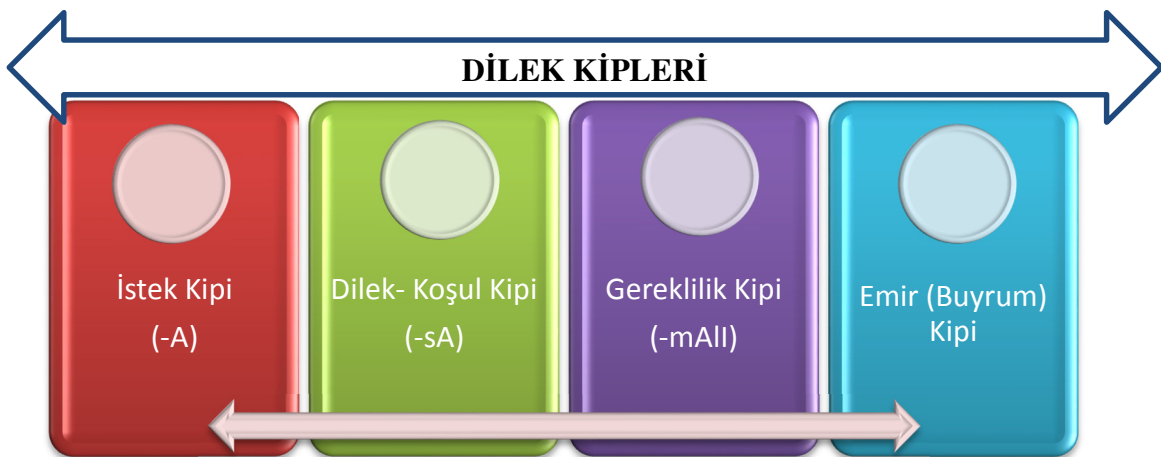 DİLEK KİPLERİ
İstek Kipi
(-A)
Dilek- Koşul Kipi
(-sA)
Gereklilik Kipi
(-mAlI)
Emir (Buyrum)
Kipi